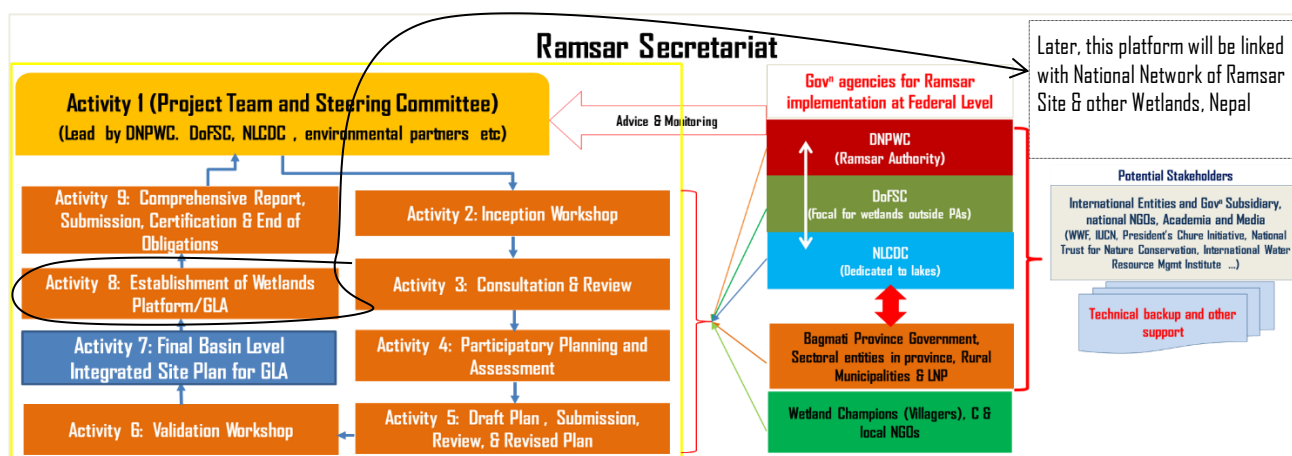 Ramsar Secretariat
Activity 1 (Project Team and Steering Committee)
(Lead by DNPWC. DoFSC, NLCDC , environmental partners etc)
Activity 9: Comprehensive Report,
Submission, Certification & End of
Obligations
Activity 8: Establishment of Wetlands
Platform/GLA
Activity 7: Final Basin Level
Integrated Site Plan for GLA
Activity 6: Validation Workshop
Activity 2: Inception Workshop
Activity 3: Consultation & Review
Activity 4: Participatory Planning and
Assessment
Activity 5: Draft Plan , Submission,
Review, & Revised Plan
Advice & Monitoring
Govⁿ agencies for Ramsar
implementation at Federal Level
DNPWC
(Ramsar Authority)
DoFSC
(Focal for wetlands outside PAs)
NLCDC
(Dedicated to lakes)
Bagmati Province Government,
Sectoral entities in province, Rural
Municipalities & LNP
Wetland Champions (Villagers), C &
local NGOs
Later, this platform will be linked
with National Network of Ramsar
Site & other Wetlands, Nepal
Potential Stakeholders
International Entities and Govⁿ Subsidiary,
national NGOs, Academia and Media
(WWF, IUCN, President's Chure Initiative, National
Trust for Nature Conservation, International Water
Resource Mgmt Institute ...)
Technical backup and other
support